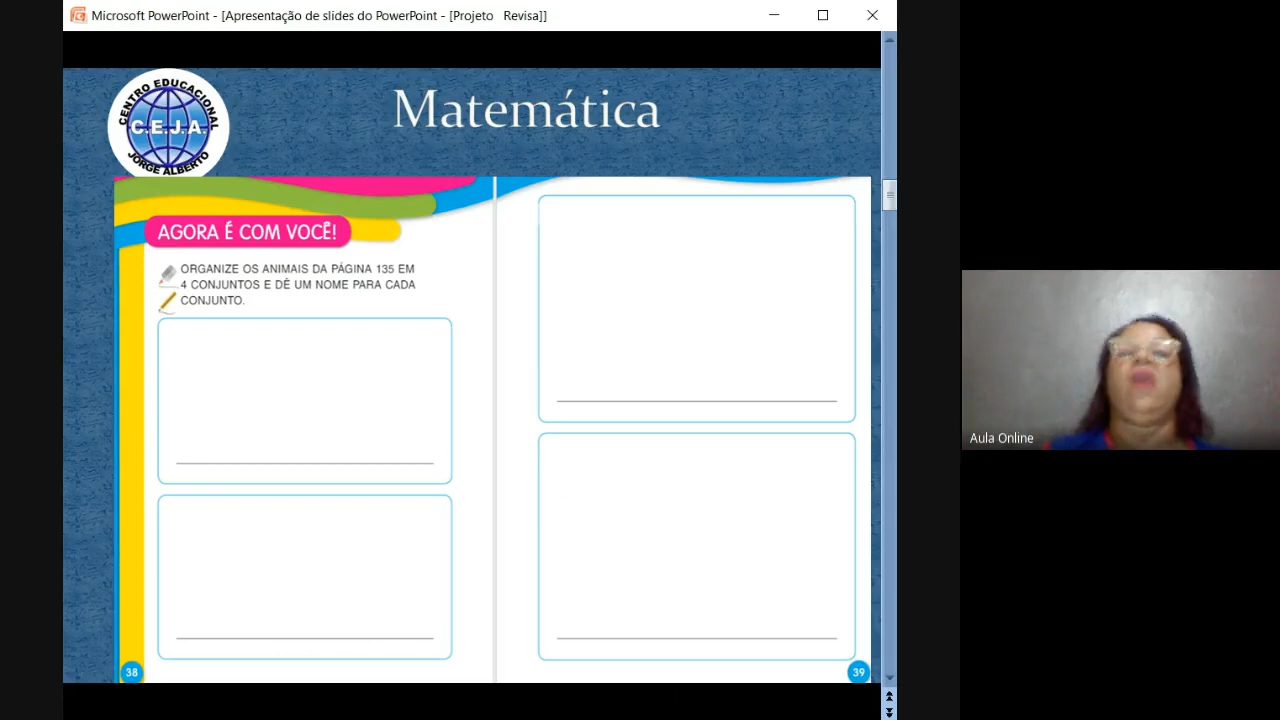 Microsoft PowerPoint - [Apresentação de slides do PowerPoint - [Projeto Revisa]]
CENTRO EDUCACIONAL
C.E.J.A.
JORGE ALBERTO
Matemática
AGORA É COM VOCÊ!
ORGANIZE OS ANIMAIS DA PÁGINA 135 EM
4 CONJUNTOS E DÊ UM NOME PARA CADA
CONJUNTO.
38
39
Aula Online